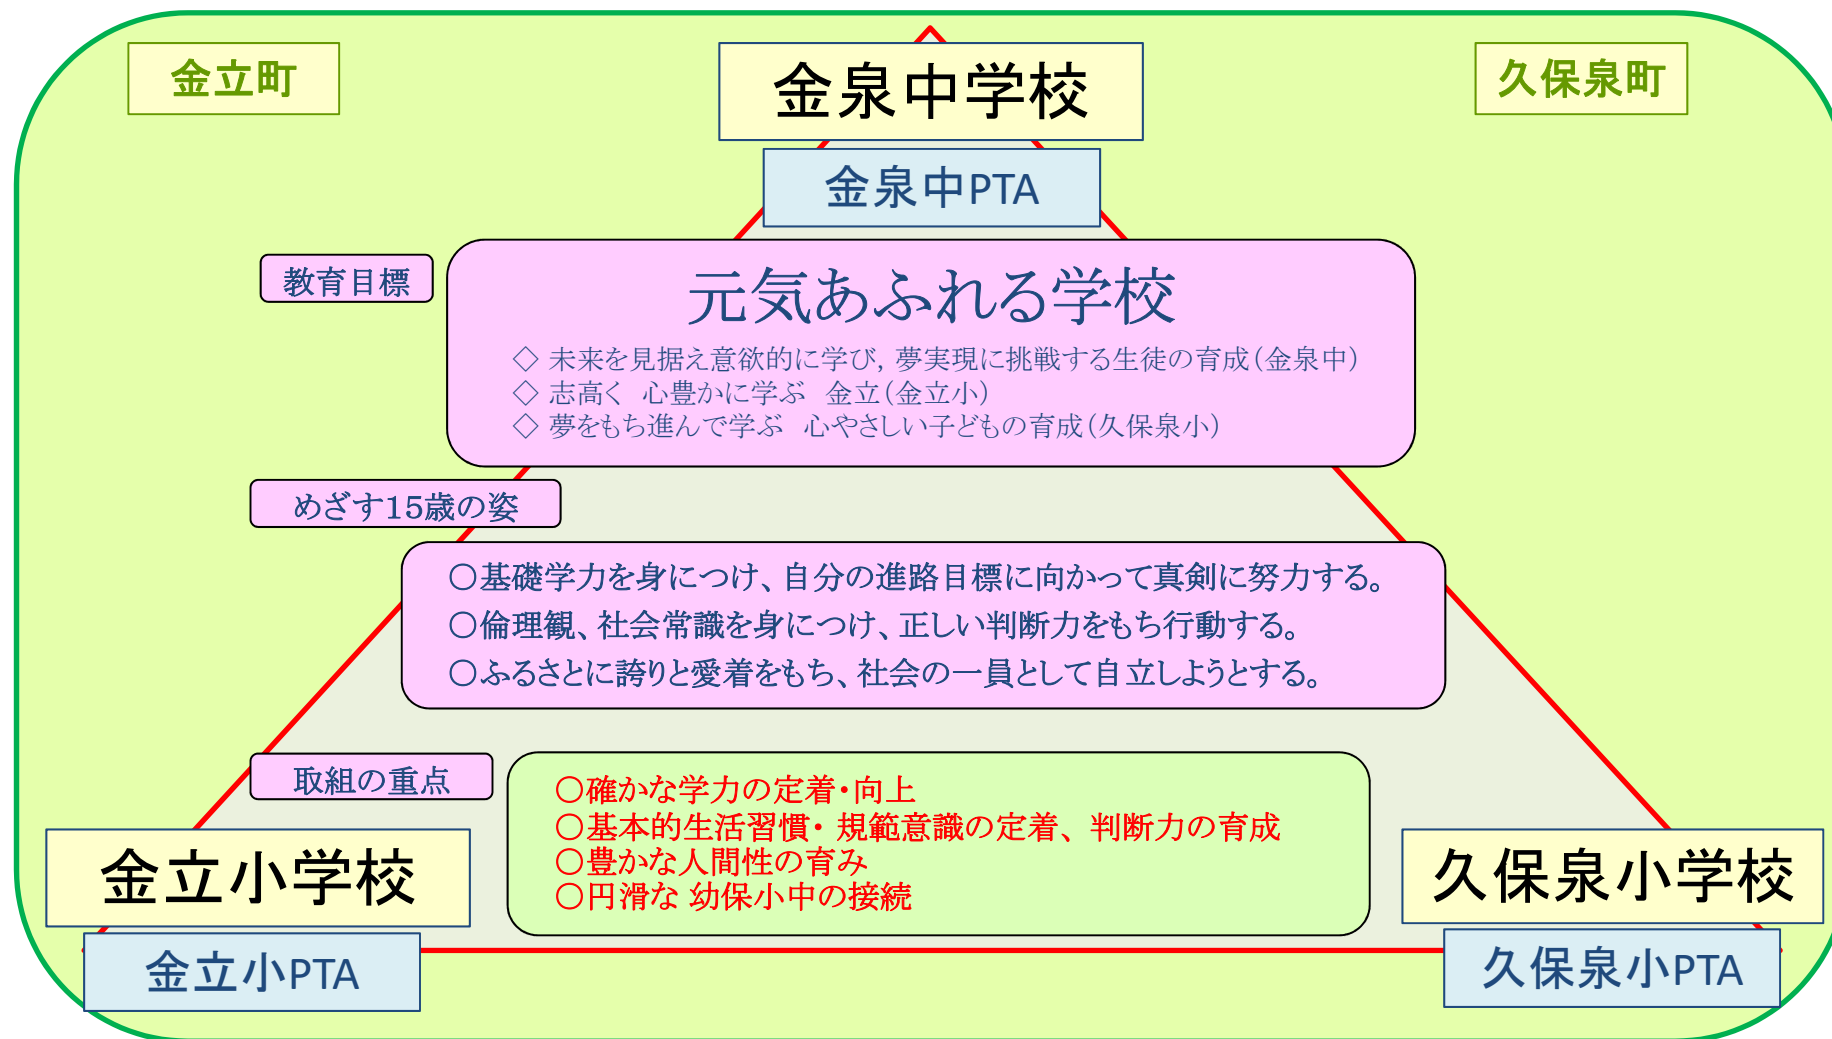 金立町
金泉中学校
久保泉町
金泉中PTA
教育目標
元気あふれる学校
◇ 未来を見据え意欲的に学び, 夢実現に挑戦する生徒の育成(金泉中)
◇ 志高く　心豊かに学ぶ　金立(金立小)
◇ 夢をもち進んで学ぶ　心やさしい子どもの育成(久保泉小)
めざす15歳の姿
○基礎学力を身につけ、自分の進路目標に向かって真剣に努力する。
○倫理観、社会常識を身につけ、正しい判断力をもち行動する。
○ふるさとに誇りと愛着をもち、社会の一員として自立しようとする。
取組の重点
○確かな学力の定着・向上
○基本的生活習慣・ 規範意識の定着、 判断力の育成
○豊かな人間性の育み
○円滑な 幼保小中の接続
金立小学校
久保泉小学校
金立小PTA
久保泉小PTA